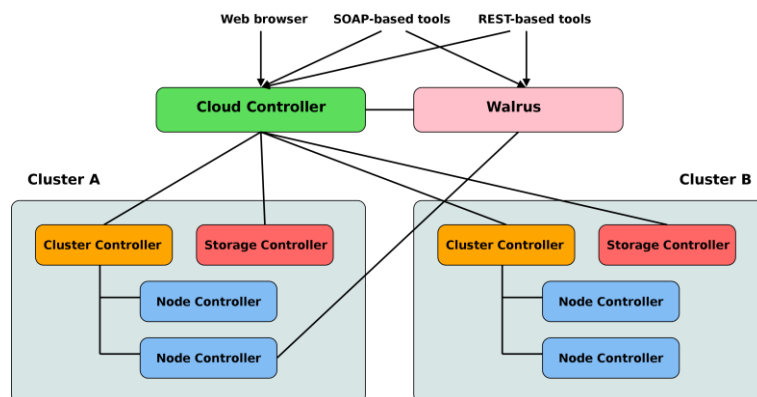 Web browser
SOAP-based tools
REST-based tools
Cloud Controller
Walrus
Cluster A
Cluster B
Cluster Controller
Storage Controller
Cluster Controller
Storage Controller
Node Controller
Node Controller
Node Controller
Node Controller